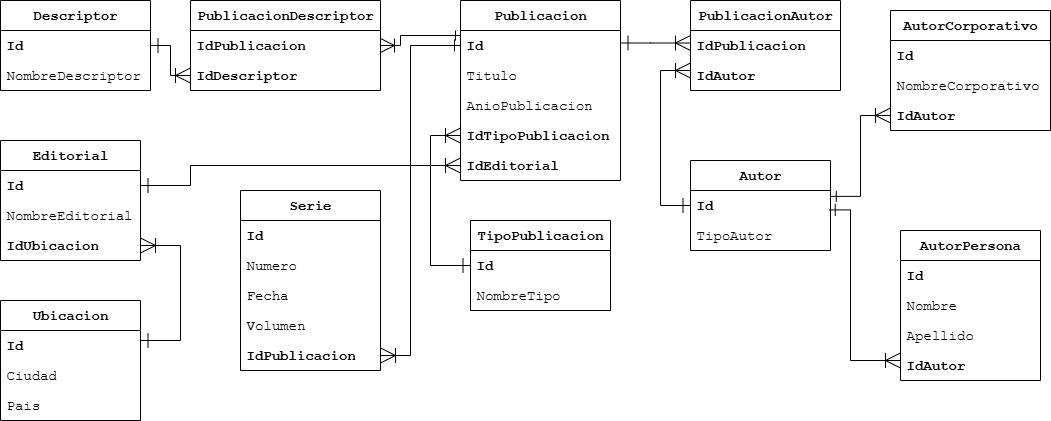 Descriptor
Id
NombreDescriptor
PublicacionDescriptor
IdPublicacion
IdDescriptor
Publicacion
Id
Titulo
AnioPublicacion
IdTipoPublicacion
IdEditorial
PublicacionAutor
IdPublicacion
IdAutor
AutorCorporativo
Id
NombreCorporativo
IdAutor
Editorial
Id
NombreEditorial
IdUbicacion
Serie
Id
Numero
Fecha
Volumen
IdPublicacion
TipoPublicacion
Id
NombreTipo
Autor
Id
TipoAutor
AutorPersona
Id
Nombre
Apellido
IdAutor
Ubicacion
Id
Ciudad
Pais